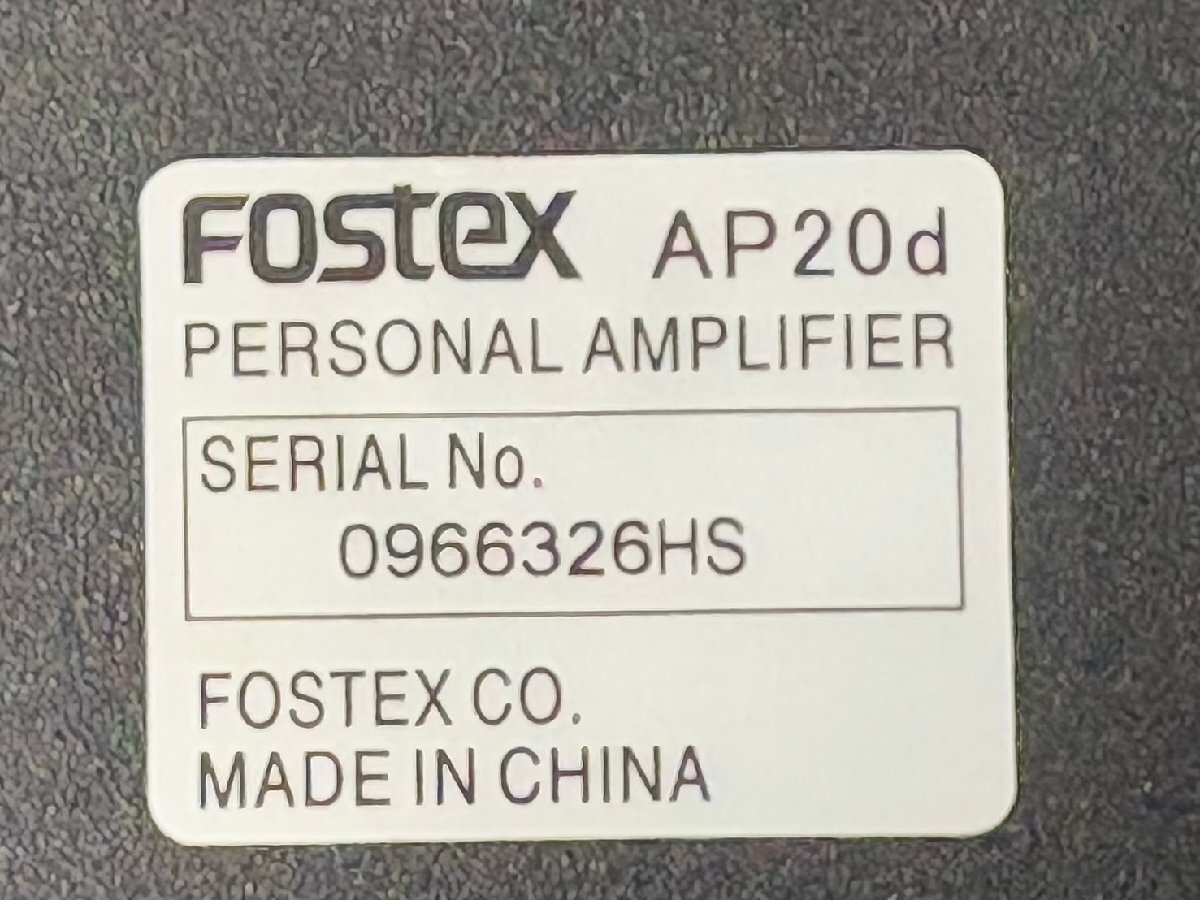 FOSTEX AP20d
PERSONAL AMPLIFIER
SERIAL No.
0966326HS
FOSTEX CO.
MADE IN CHINA